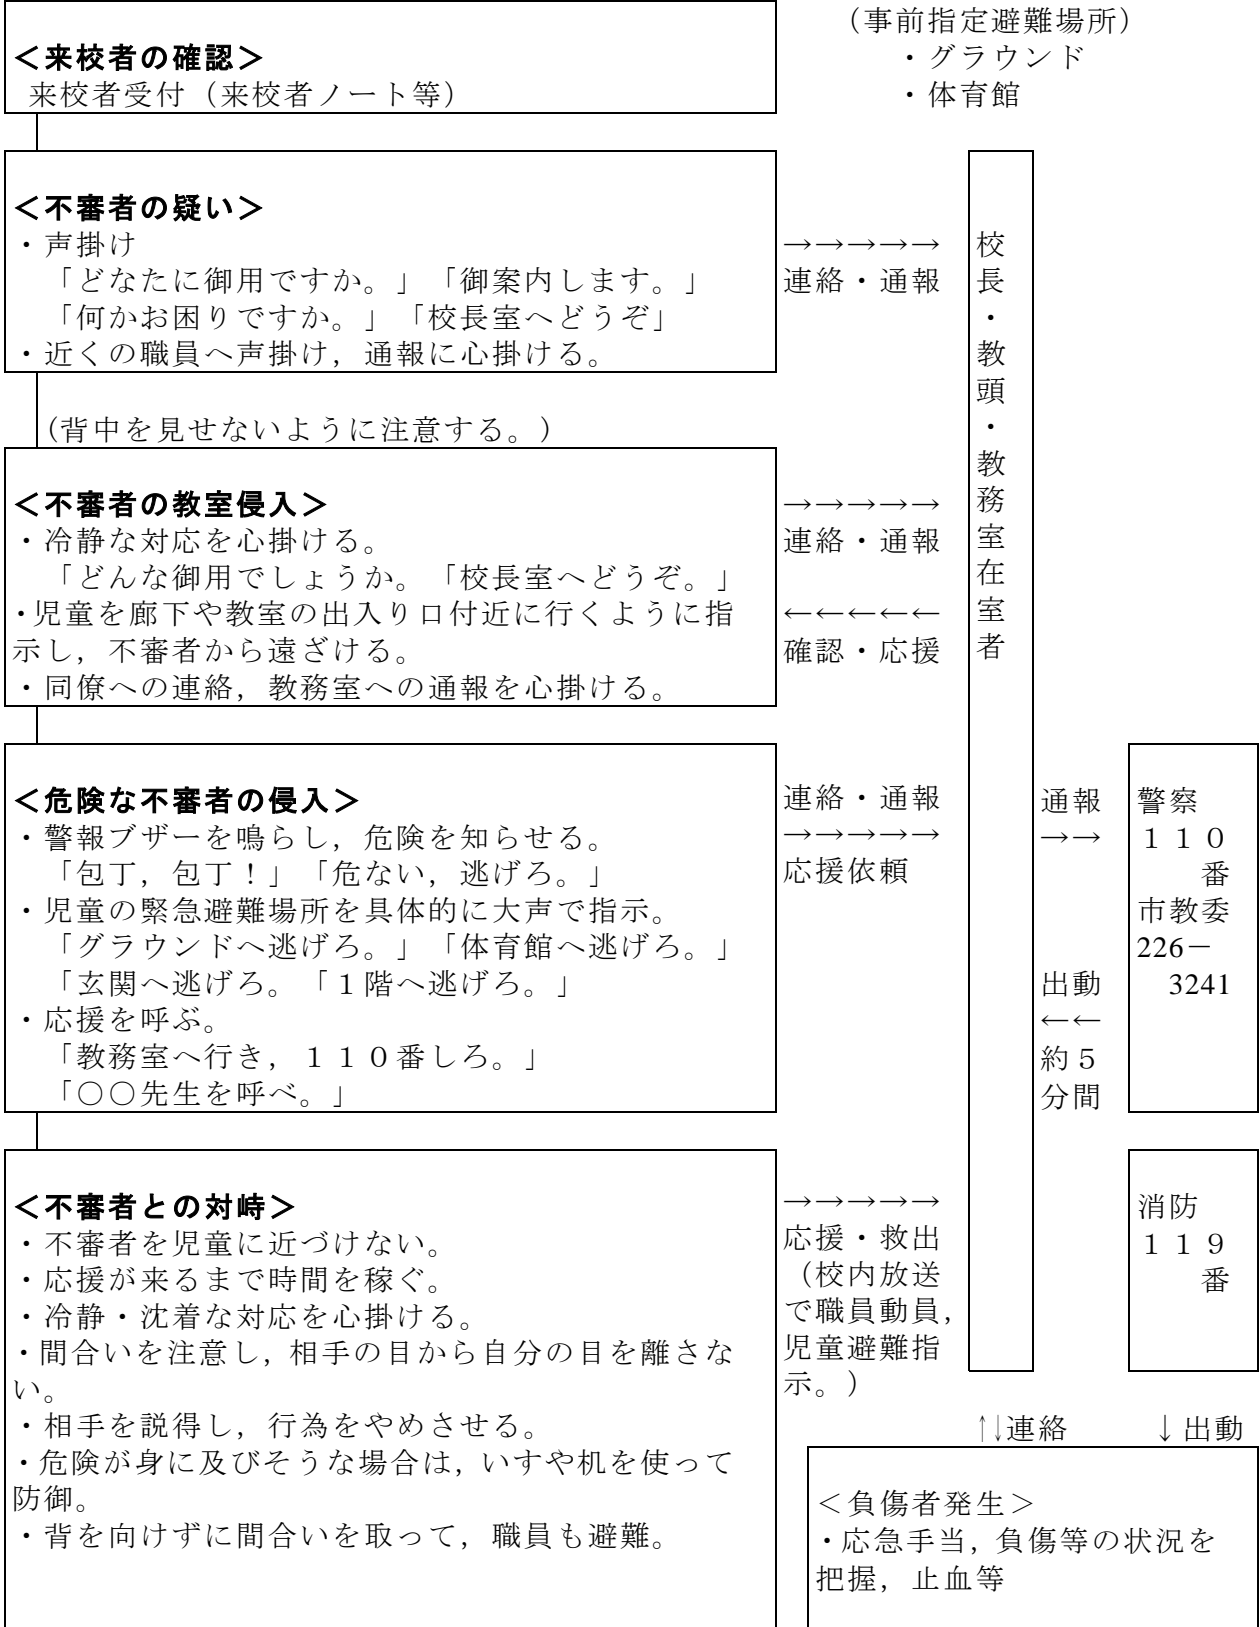 (事前指定避難場所)
・グラウンド
・体育館
＜来校者の確認＞
来校者受付(来校者ノート等)
＜不審者の疑い＞
・声掛け
「どなたに御用ですか。」「御案内します。」
「何かお困りですか。」「校長室へどうぞ」
・近くの職員へ声掛け，通報に心掛ける。
→→→→→
連絡・通報
校長・教頭・教務室在室者
(背中を見せないように注意する。)
＜不審者の教室侵入＞
・冷静な対応を心掛ける。
「どんな御用でしょうか。「校長室へどうぞ。」
・児童を廊下や教室の出入り口付近に行くように指
示し，不審者から遠ざける。
・同僚への連絡，教務室への通報を心掛ける。
→→→→→
連絡・通報
←←←←←
確認・応援
＜危険な不審者の侵入＞
・警報ブザーを鳴らし，危険を知らせる。
「包丁，包丁！」「危ない，逃げろ。」
・児童の緊急避難場所を具体的に大声で指示。
「グラウンドへ逃げろ。」「体育館へ逃げろ。」
「玄関へ逃げろ。「１階へ逃げろ。」
・応援を呼ぶ。
「教務室へ行き，１１０番しろ。」
「○○先生を呼べ。」
連絡・通報
→→→→→
応援依頼
通報
→→
出動
←←
約５
分間
警察
１１０
番
市教委
226－
3241
＜不審者との対峙＞
・不審者を児童に近づけない。
・応援が来るまで時間を稼ぐ。
・冷静・沈着な対応を心掛ける。
・間合いを注意し，相手の目から自分の目を離さな
い。
・相手を説得し，行為をやめさせる。
・危険が身に及びそうな場合は，いすや机を使って
防御。
・背を向けずに間合いを取って，職員も避難。
→→→→→
応援・救出
(校内放送
で職員動員，
児童避難指
示。)
消防
１１９
番
↑↓連絡
↓出動
＜負傷者発生＞
・応急手当，負傷等の状況を
把握，止血等